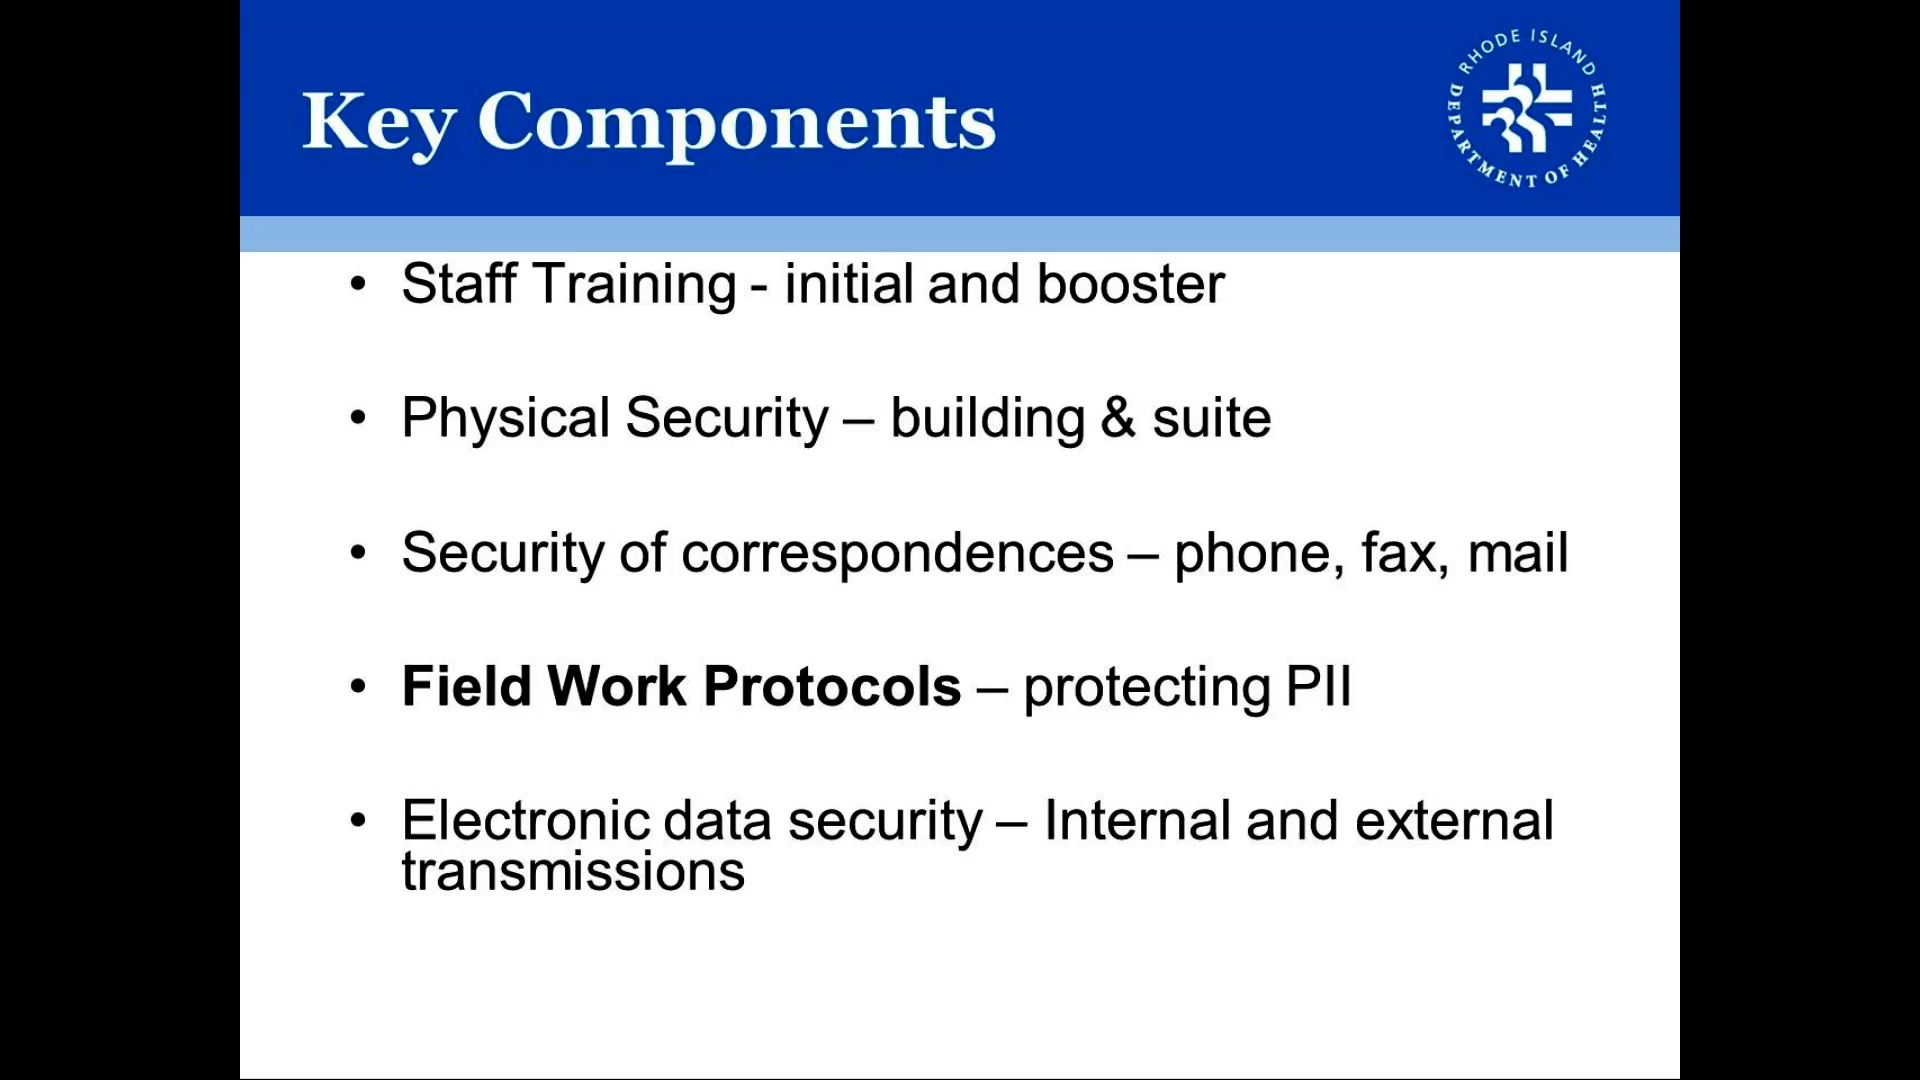 Key Components
RHODE ISLAND
DEPARTMENT OF HEALTH
• Staff Training - initial and booster
• Physical Security – building & suite
• Security of correspondences – phone, fax, mail
• Field Work Protocols – protecting PII
• Electronic data security – Internal and external
transmissions